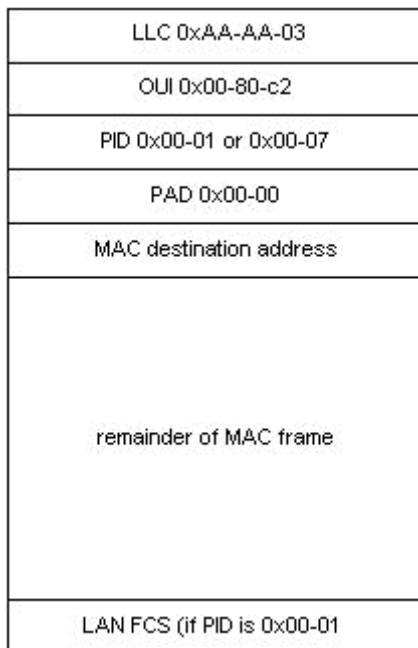 LLC 0xAA-AA-03
OUI 0x00-80-c2
PID 0x00-01 or 0x00-07
PAD 0x00-00
MAC destination address
remainder of MAC frame
LAN FCS (if PID is 0x00-01